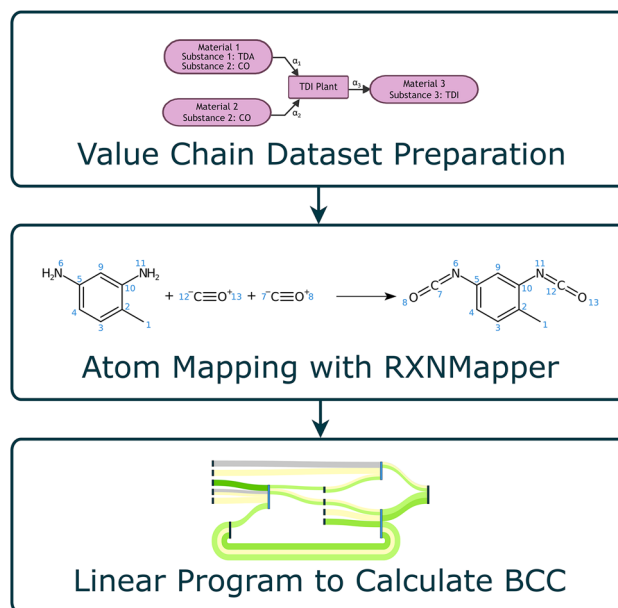 Material 1
Substance 1: TDA
Substance 2: CO
α₁
TDI Plant
α₃
Material 3
Substance 3: TDI
Material 2
Substance 2: CO
α₂
Value Chain Dataset Preparation
6 11
H₂N 9 NH₂
5 10
4 2
3 1
+ 12 ⁻C≡O⁺ 13 + 7 ⁻C≡O⁺ 8
6 11
O C N 9 N C O
8 7 5 10 12 13
4 2
3 1
Atom Mapping with RXNMapper
Linear Program to Calculate BCC